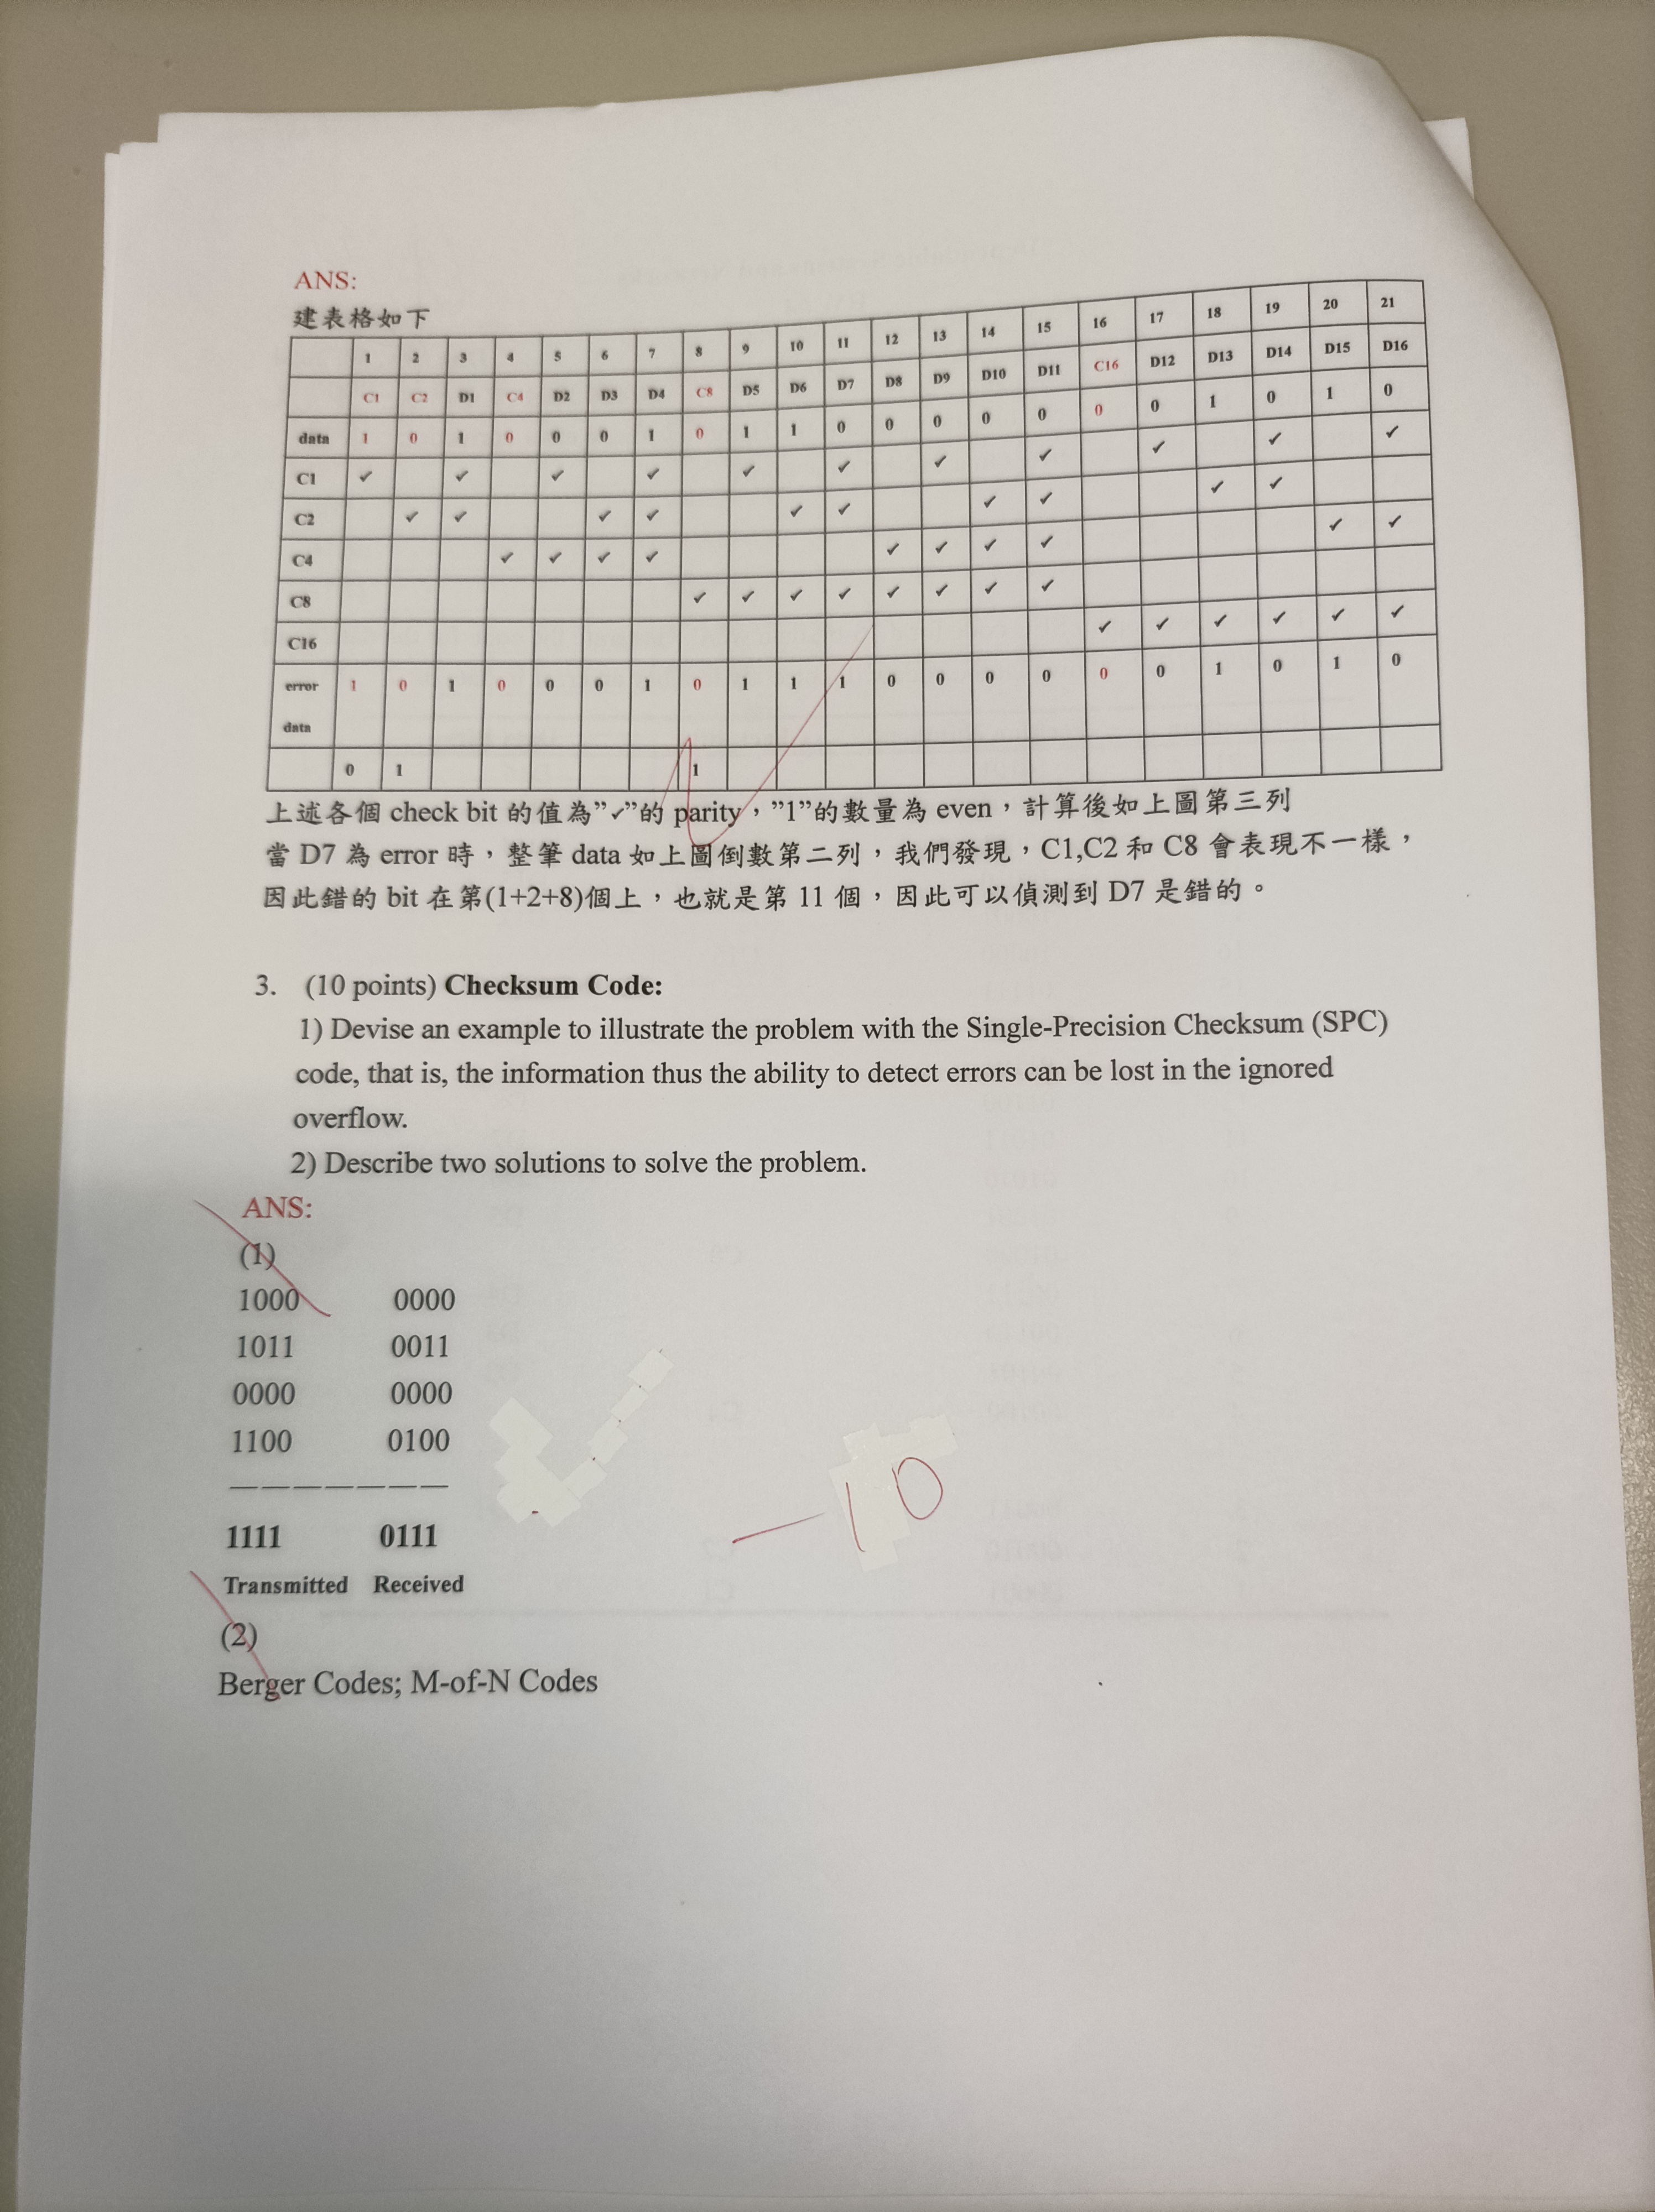 ANS:
建表格如下
1 2 3 4 5 6 7 8 9 10 11 12 13 14 15 16 17 18 19 20 21
C1 C2 D1 C4 D2 D3 D4 C8 D5 D6 D7 D8 D9 D10 D11 C16 D12 D13 D14 D15 D16
data 1 0 1 0 0 0 1 0 1 1 0 0 0 0 0 0 0 1 0 1 0
C1 ✓ ✓ ✓ ✓ ✓ ✓ ✓ ✓ ✓ ✓ ✓
C2 ✓ ✓ ✓ ✓ ✓ ✓ ✓ ✓ ✓ ✓
C4 ✓ ✓ ✓ ✓ ✓ ✓ ✓ ✓ ✓ ✓
C8 ✓ ✓ ✓ ✓ ✓ ✓ ✓ ✓
C16 ✓ ✓ ✓ ✓ ✓ ✓
error data 1 0 1 0 0 0 1 0 1 1 1 0 0 0 0 0 0 1 0 1 0
0 1 1
上述各個 check bit 的值為”✓”的 parity，”1”的數量為 even，計算後如上圖第三列
當 D7 為 error 時，整筆 data 如上圖倒數第二列，我們發現，C1,C2 和 C8 會表現不一樣，
因此錯的 bit 在第(1+2+8)個上，也就是第 11 個，因此可以偵測到 D7 是錯的。
3. (10 points) Checksum Code:
1) Devise an example to illustrate the problem with the Single-Precision Checksum (SPC)
code, that is, the information thus the ability to detect errors can be lost in the ignored
overflow.
2) Describe two solutions to solve the problem.
ANS:
(1)
1000 0000
1011 0011
0000 0000
1100 0100
———————
-10
1111 0111
Transmitted Received
(2)
Berger Codes; M-of-N Codes